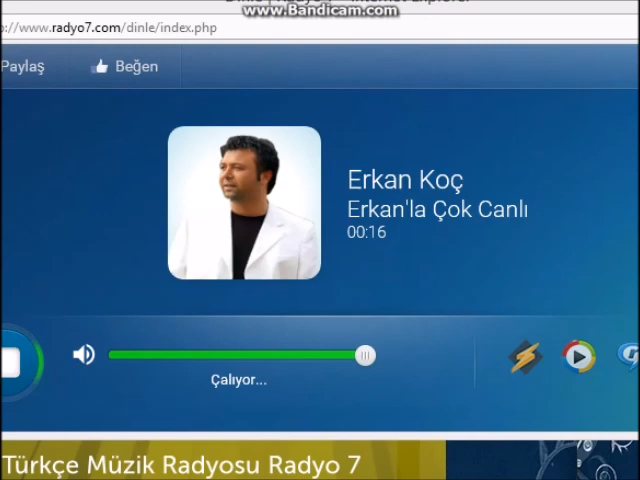 www.Bandicam.com
://www.radyo7.com/dinle/index.php
Paylaş
Beğen
Erkan Koç
Erkan'la Çok Canlı
00:16
Çalıyor...
Türkçe Müzik Radyosu Radyo 7